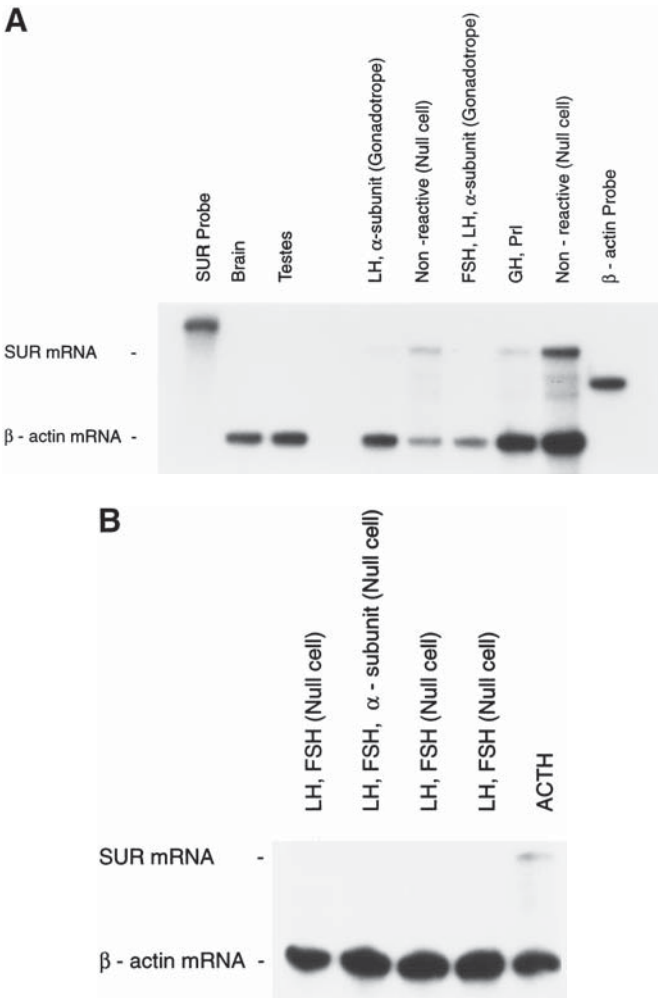 A
SUR Probe
Brain
Testes
LH, α-subunit (Gonadotrope)
Non -reactive (Null cell)
FSH, LH, α-subunit (Gonadotrope)
GH, Prl
Non - reactive (Null cell)
β - actin Probe
SUR mRNA -
β - actin mRNA -
B
LH, FSH (Null cell)
LH, FSH, α - subunit (Null cell)
LH, FSH (Null cell)
LH, FSH (Null cell)
ACTH
SUR mRNA -
β - actin mRNA -